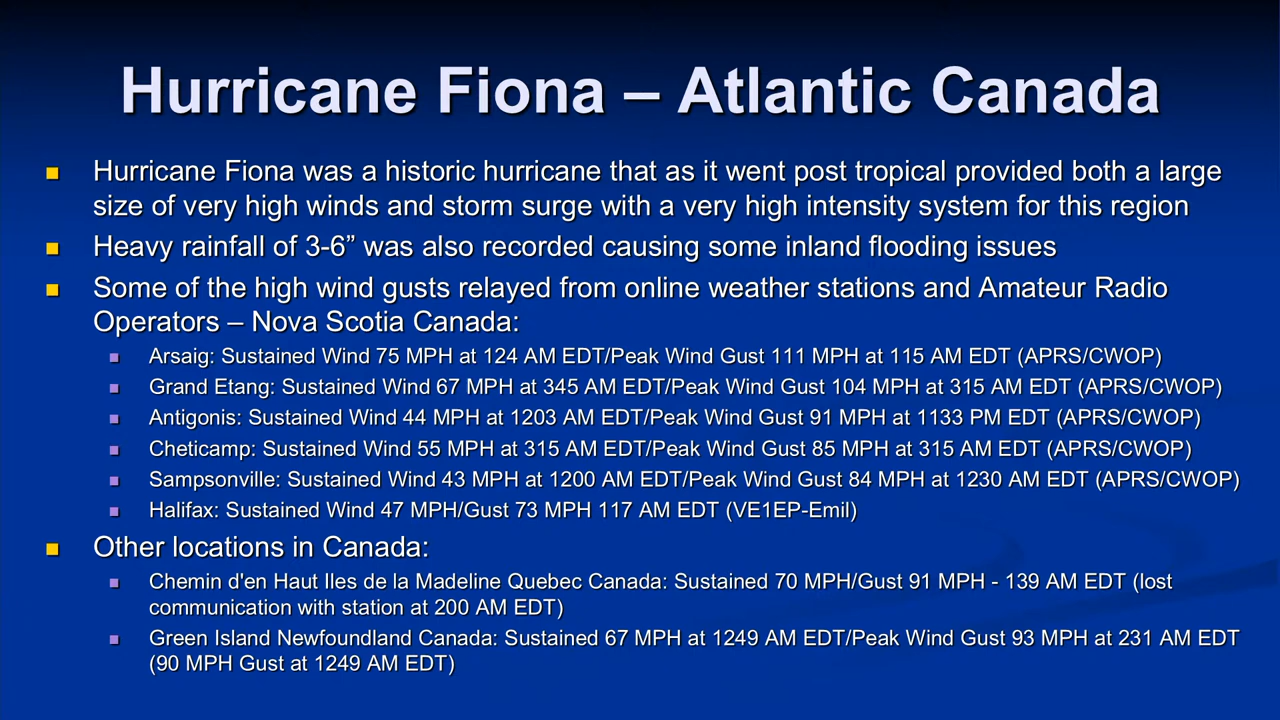 Hurricane Fiona – Atlantic Canada
Hurricane Fiona was a historic hurricane that as it went post tropical provided both a large
size of very high winds and storm surge with a very high intensity system for this region
Heavy rainfall of 3-6” was also recorded causing some inland flooding issues
Some of the high wind gusts relayed from online weather stations and Amateur Radio
Operators – Nova Scotia Canada:
Arsaig: Sustained Wind 75 MPH at 124 AM EDT/Peak Wind Gust 111 MPH at 115 AM EDT (APRS/CWOP)
Grand Etang: Sustained Wind 67 MPH at 345 AM EDT/Peak Wind Gust 104 MPH at 315 AM EDT (APRS/CWOP)
Antigonis: Sustained Wind 44 MPH at 1203 AM EDT/Peak Wind Gust 91 MPH at 1133 PM EDT (APRS/CWOP)
Cheticamp: Sustained Wind 55 MPH at 315 AM EDT/Peak Wind Gust 85 MPH at 315 AM EDT (APRS/CWOP)
Sampsonville: Sustained Wind 43 MPH at 1200 AM EDT/Peak Wind Gust 84 MPH at 1230 AM EDT (APRS/CWOP)
Halifax: Sustained Wind 47 MPH/Gust 73 MPH 117 AM EDT (VE1EP-Emil)
Other locations in Canada:
Chemin d'en Haut Iles de la Madeline Quebec Canada: Sustained 70 MPH/Gust 91 MPH - 139 AM EDT (lost
communication with station at 200 AM EDT)
Green Island Newfoundland Canada: Sustained 67 MPH at 1249 AM EDT/Peak Wind Gust 93 MPH at 231 AM EDT
(90 MPH Gust at 1249 AM EDT)